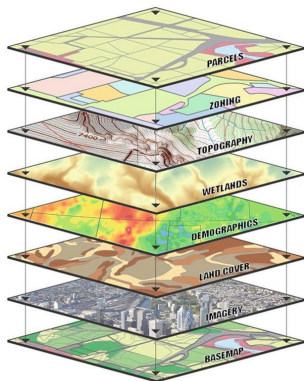 PARCELS
ZONING
TOPOGRAPHY
7400
WETLANDS
DEMOGRAPHICS
LAND COVER
IMAGERY
BASEMAP